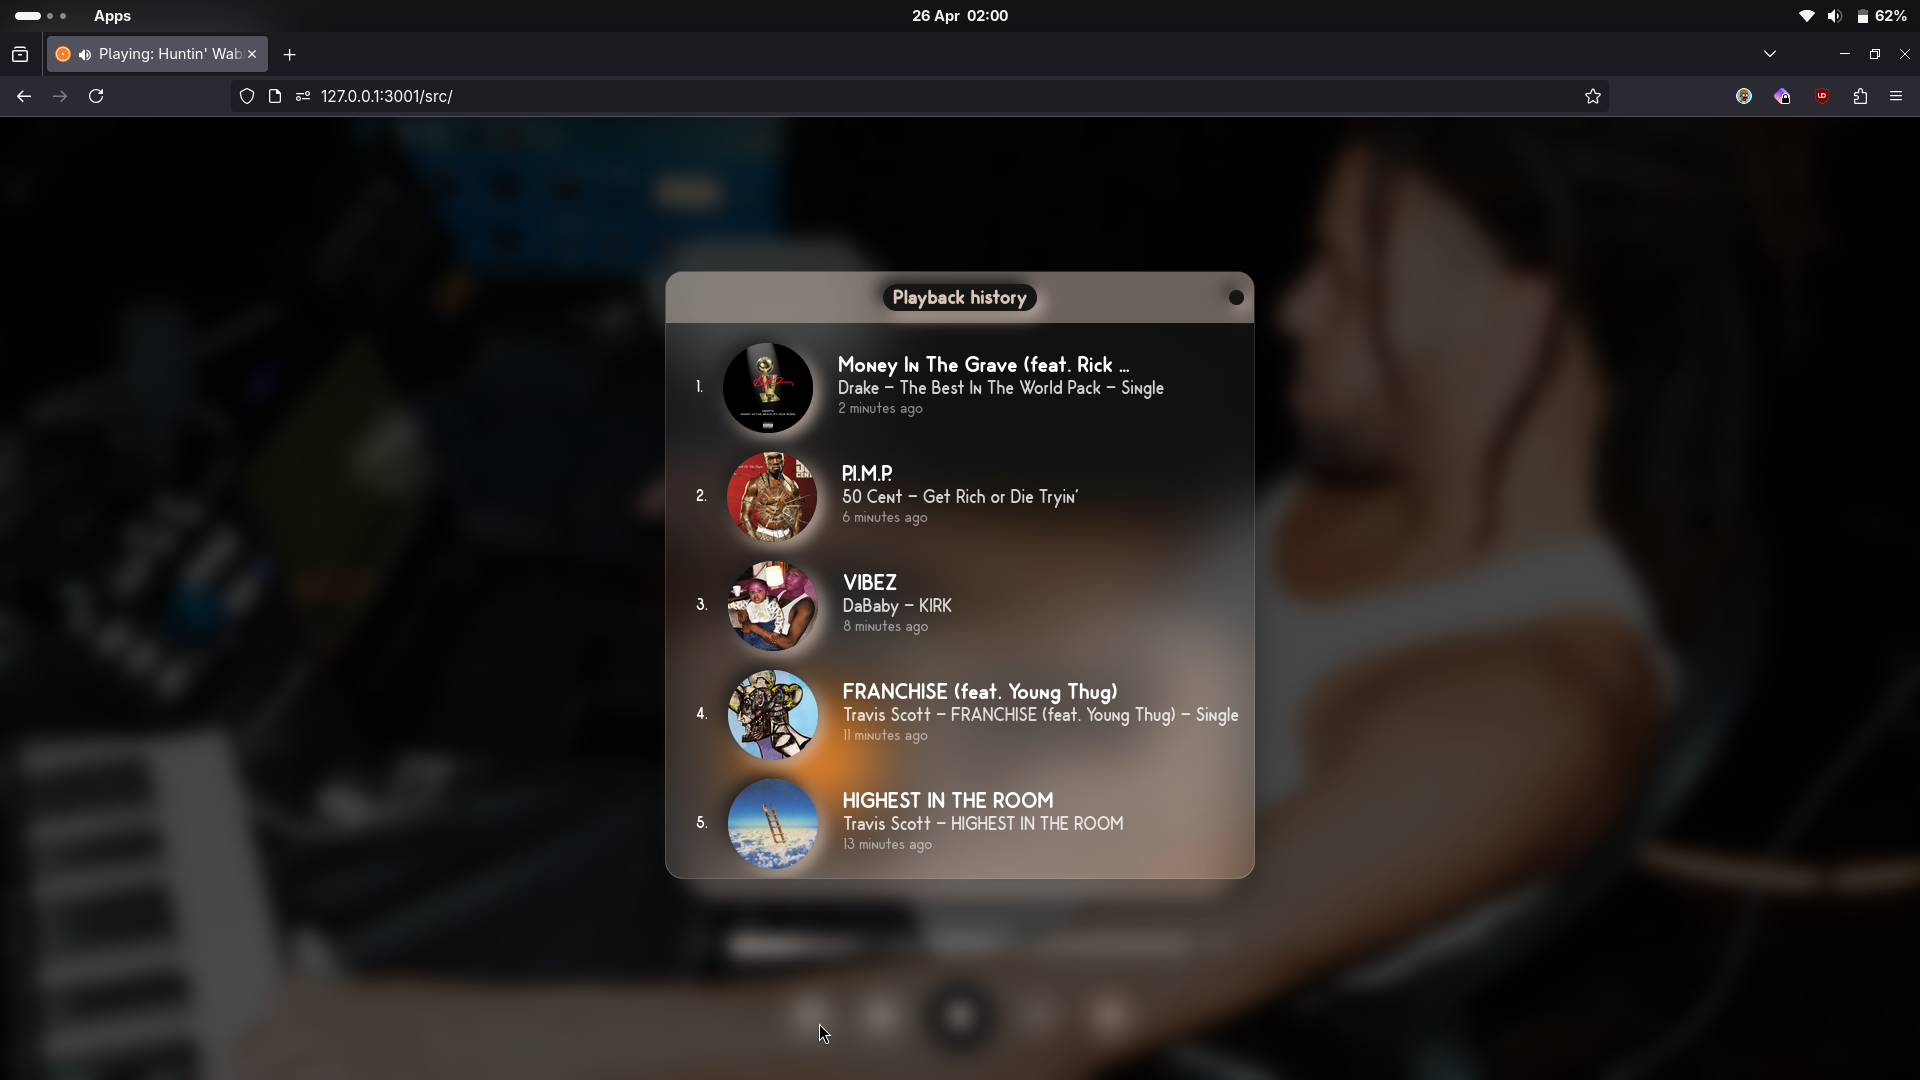 Apps
26 Apr 02:00
62%
Playing: Huntin' Wab
127.0.0.1:3001/src/
Playback history
1.
Money In The Grave (feat. Rick ...
Drake – The Best In The World Pack – Single
2 minutes ago
2.
P.I.M.P.
50 Cent – Get Rich or Die Tryin'
6 minutes ago
3.
VIBEZ
DaBaby – KIRK
8 minutes ago
4.
FRANCHISE (feat. Young Thug)
Travis Scott – FRANCHISE (feat. Young Thug) – Single
11 minutes ago
5.
HIGHEST IN THE ROOM
Travis Scott – HIGHEST IN THE ROOM
13 minutes ago